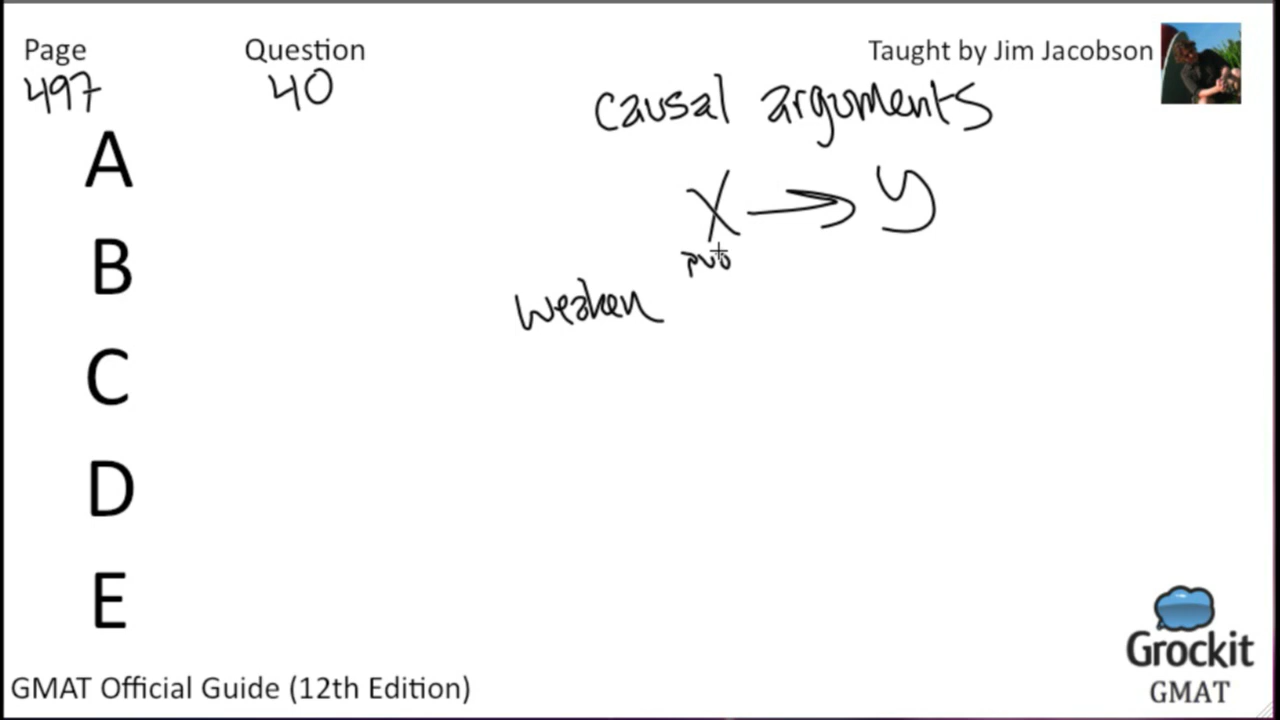 Page
Question
Taught by Jim Jacobson
497
40
causal arguments
A
X → y
B
weaken
C
D
E
Grockit
GMAT
GMAT Official Guide (12th Edition)